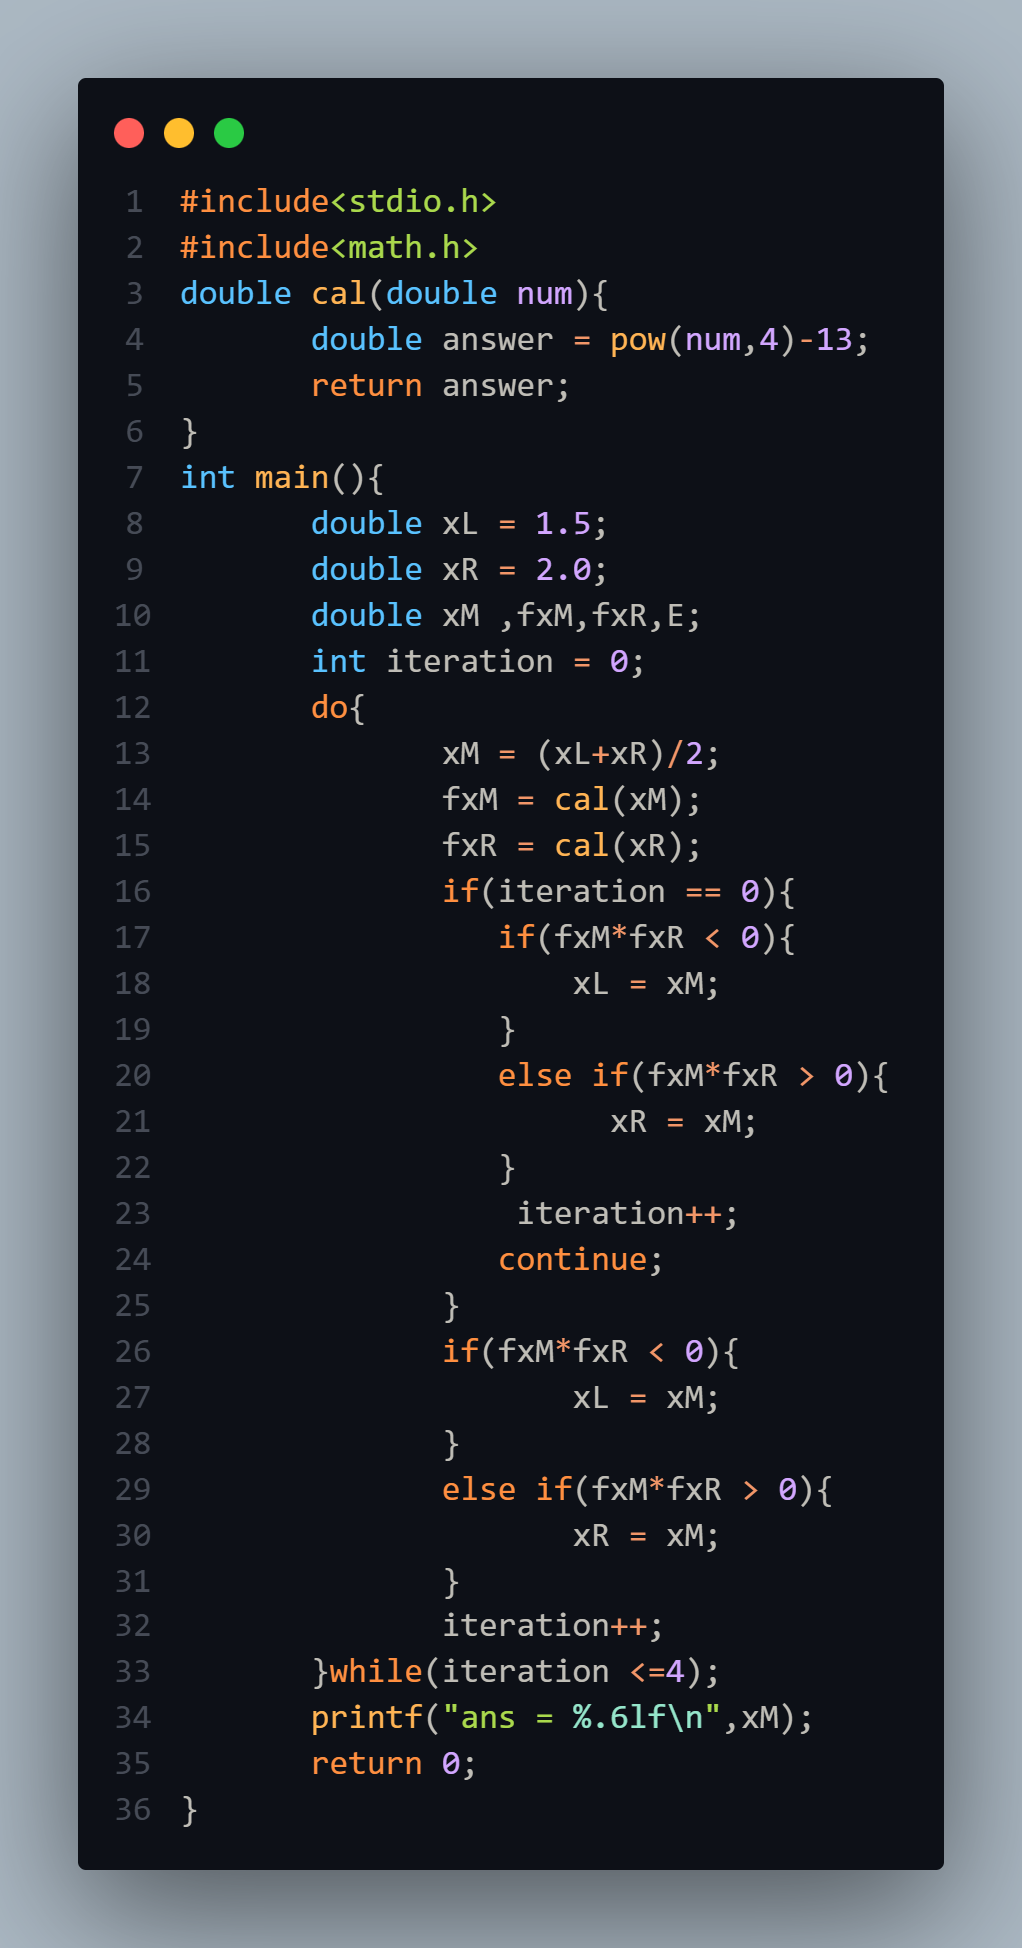 1 #include<stdio.h>
2 #include<math.h>
3 double cal(double num){
4 double answer = pow(num,4)-13;
5 return answer;
6 }
7 int main(){
8 double xL = 1.5;
9 double xR = 2.0;
10 double xM ,fxM,fxR,E;
11 int iteration = 0;
12 do{
13 xM = (xL+xR)/2;
14 fxM = cal(xM);
15 fxR = cal(xR);
16 if(iteration == 0){
17 if(fxM*fxR < 0){
18 xL = xM;
19 }
20 else if(fxM*fxR > 0){
21 xR = xM;
22 }
23 iteration++;
24 continue;
25 }
26 if(fxM*fxR < 0){
27 xL = xM;
28 }
29 else if(fxM*fxR > 0){
30 xR = xM;
31 }
32 iteration++;
33 }while(iteration <=4);
34 printf("ans = %.6lf\n",xM);
35 return 0;
36 }